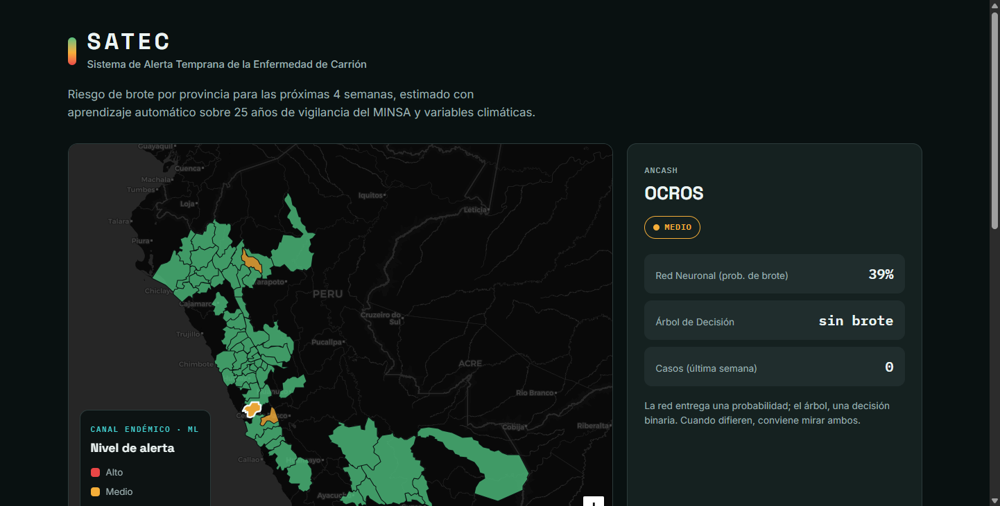 SATEC
Sistema de Alerta Temprana de la Enfermedad de Carrión
Riesgo de brote por provincia para las próximas 4 semanas, estimado con
aprendizaje automático sobre 25 años de vigilancia del MINSA y variables climáticas.
Guayaquil
Cuenca
Machala
Tumbes
Loja
Iquitos
Leticia
Talara
Piura
arapoto
Chiclay
PERU
Cajamarc
Cruzeiro do
Sul
Trujillo
Pucallpa
Chimbote
ACRE
Rio Branco
Cobija
Riberalta
Callao
ayo
Ayacuch
CANAL ENDÉMICO · ML
Nivel de alerta
Alto
Medio
ANCASH
OCROS
MEDIO
Red Neuronal (prob. de brote)
39%
Árbol de Decisión
sin brote
Casos (última semana)
0
La red entrega una probabilidad; el árbol, una decisión
binaria. Cuando difieren, conviene mirar ambos.